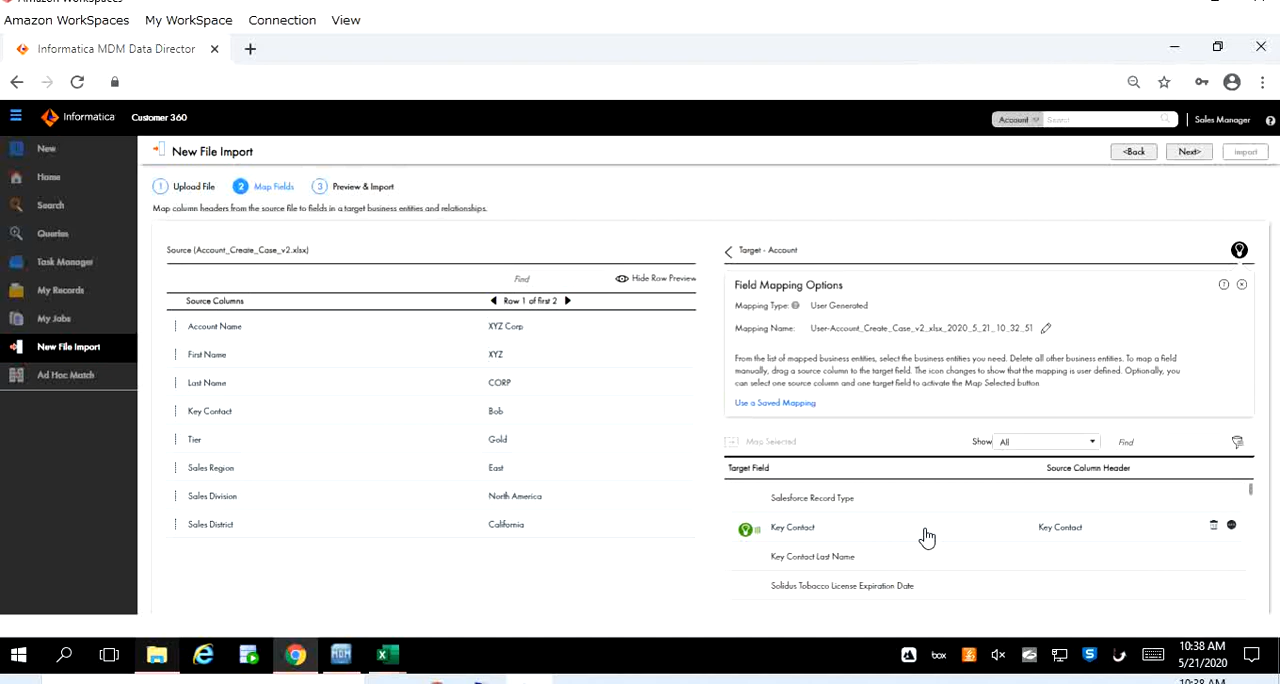 Amazon WorkSpaces
Amazon WorkSpaces My WorkSpace Connection View
Informatica MDM Data Director
Informatica Customer 360 Account Search Sales Manager
New
Home
Search
Queries
Task Manager
My Records
My Jobs
New File Import
Ad Hoc Match
New File Import <Back Next> Import
1 Upload File 2 Map Fields 3 Preview & Import
Map column headers from the source file to fields in a target business entities and relationships.
Source (Account_Create_Case_v2.xlsx)
Find Hide Row Preview
Source Columns Row 1 of first 2
Account Name XYZ Corp
First Name XYZ
Last Name CORP
Key Contact Bob
Tier Gold
Sales Region East
Sales Division North America
Sales District California
Target - Account
Field Mapping Options
Mapping Type: User Generated
Mapping Name: User-Account_Create_Case_v2_xlsx_2020_5_21_10_32_51
From the list of mapped business entities, select the business entities you need. Delete all other business entities. To map a field
manually, drag a source column to the target field. The icon changes to show that the mapping is user defined. Optionally, you
can select one source column and one target field to activate the Map Selected button
Use a Saved Mapping
Map Selected Show All Find
Target Field Source Column Header
Salesforce Record Type
Key Contact Key Contact
Key Contact Last Name
Solidus Tobacco License Expiration Date
MDM
box
10:38 AM
5/21/2020
10:38 AM